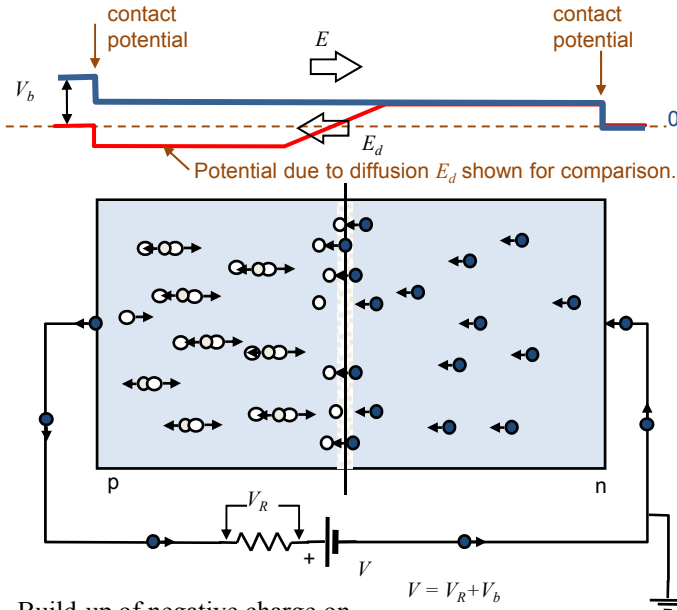 contact
potential
contact
potential
E
V_b
0
E_d
Potential due to diffusion E_d shown for comparison.
p
n
V_R
+
V
V = V_R+V_b
Build up of negative charge on